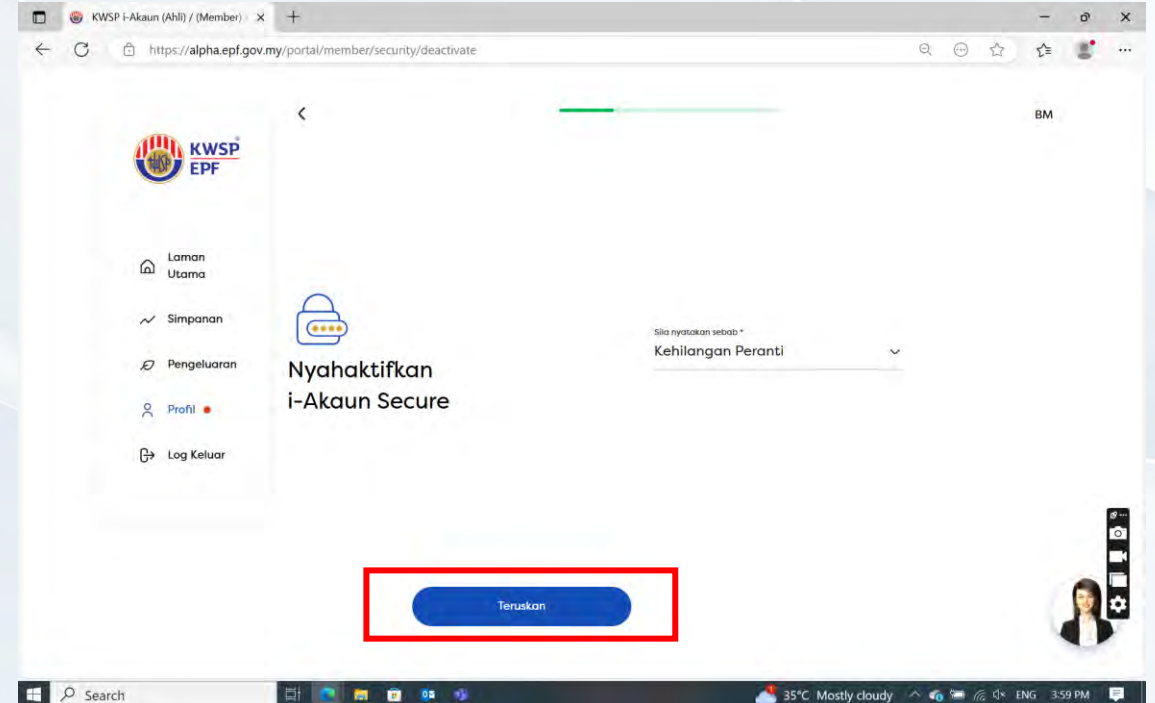 KWSP i-Akaun (Ahli) / (Member)
https://alpha.epf.gov.my/portal/member/security/deactivate
BM
KWSP
EPF
Laman
Utama
Simpanan
Pengeluaran
Profil
Log Keluar
Nyahaktifkan
i-Akaun Secure
Sila nyatakan sebab *
Kehilangan Peranti
Teruskan
Search
35°C Mostly cloudy
ENG
3:59 PM